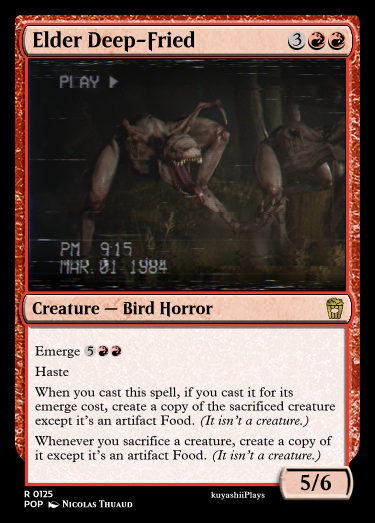 Elder Deep-Fried 3
PLAY
PM 9:15
MAR.01 1984
Creature — Bird Horror
Emerge 5
Haste
When you cast this spell, if you cast it for its
emerge cost, create a copy of the sacrificed creature
except it's an artifact Food. (It isn't a creature.)
Whenever you sacrifice a creature, create a copy of
it except it's an artifact Food. (It isn't a creature.)
5/6
R 0125
POP Nicolas Thuaud kuyashiiPlays